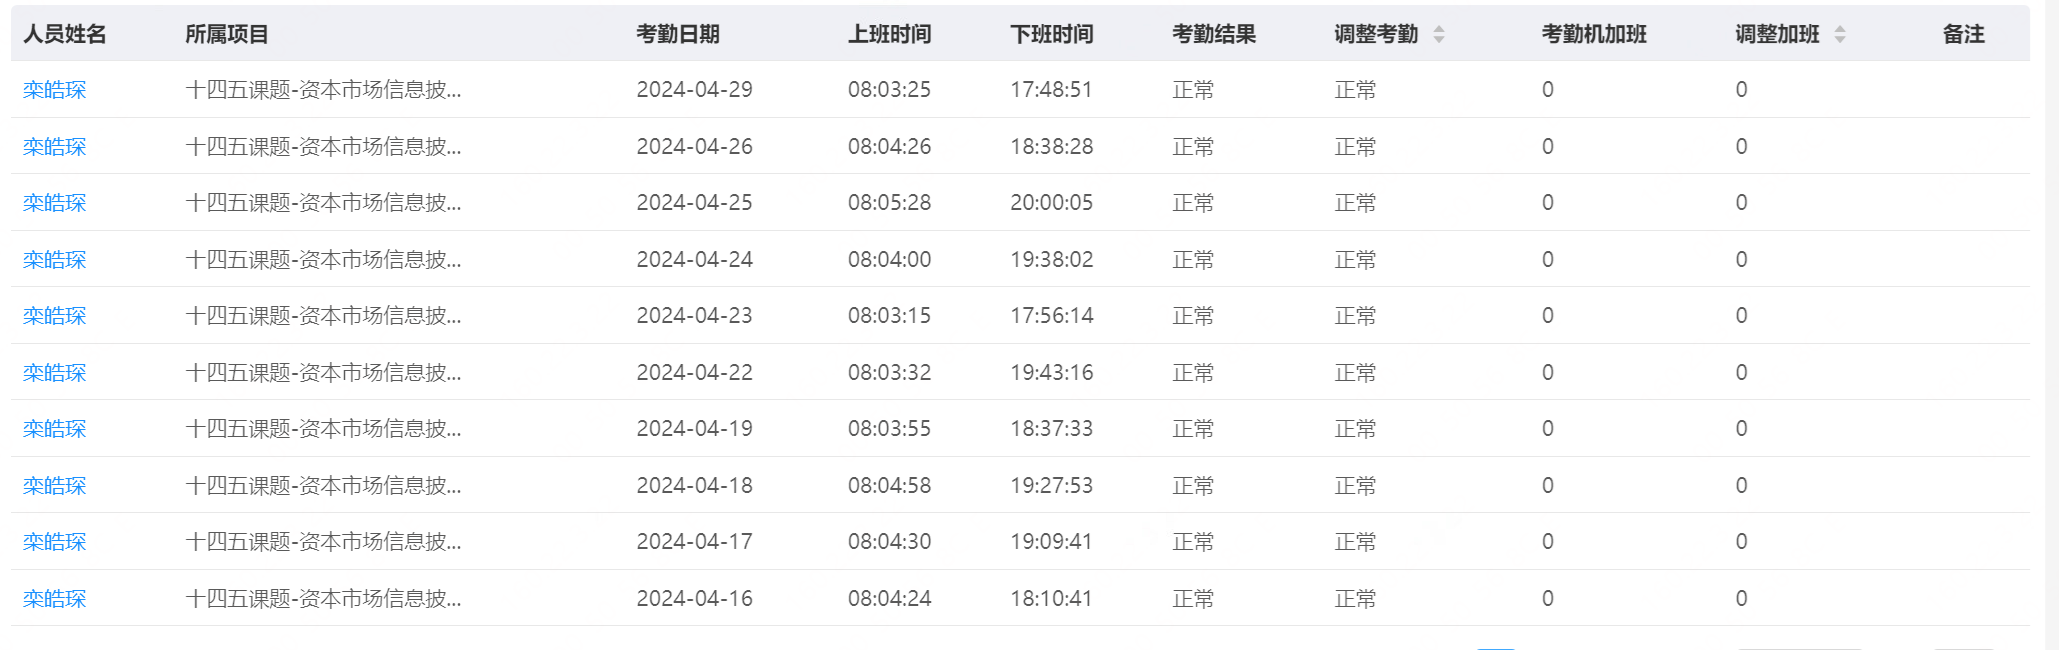 人员姓名 所属项目 考勤日期 上班时间 下班时间 考勤结果 调整考勤 考勤机加班 调整加班 备注
栾皓琛 十四五课题-资本市场信息披... 2024-04-29 08:03:25 17:48:51 正常 正常 0 0
栾皓琛 十四五课题-资本市场信息披... 2024-04-26 08:04:26 18:38:28 正常 正常 0 0
栾皓琛 十四五课题-资本市场信息披... 2024-04-25 08:05:28 20:00:05 正常 正常 0 0
栾皓琛 十四五课题-资本市场信息披... 2024-04-24 08:04:00 19:38:02 正常 正常 0 0
栾皓琛 十四五课题-资本市场信息披... 2024-04-23 08:03:15 17:56:14 正常 正常 0 0
栾皓琛 十四五课题-资本市场信息披... 2024-04-22 08:03:32 19:43:16 正常 正常 0 0
栾皓琛 十四五课题-资本市场信息披... 2024-04-19 08:03:55 18:37:33 正常 正常 0 0
栾皓琛 十四五课题-资本市场信息披... 2024-04-18 08:04:58 19:27:53 正常 正常 0 0
栾皓琛 十四五课题-资本市场信息披... 2024-04-17 08:04:30 19:09:41 正常 正常 0 0
栾皓琛 十四五课题-资本市场信息披... 2024-04-16 08:04:24 18:10:41 正常 正常 0 0